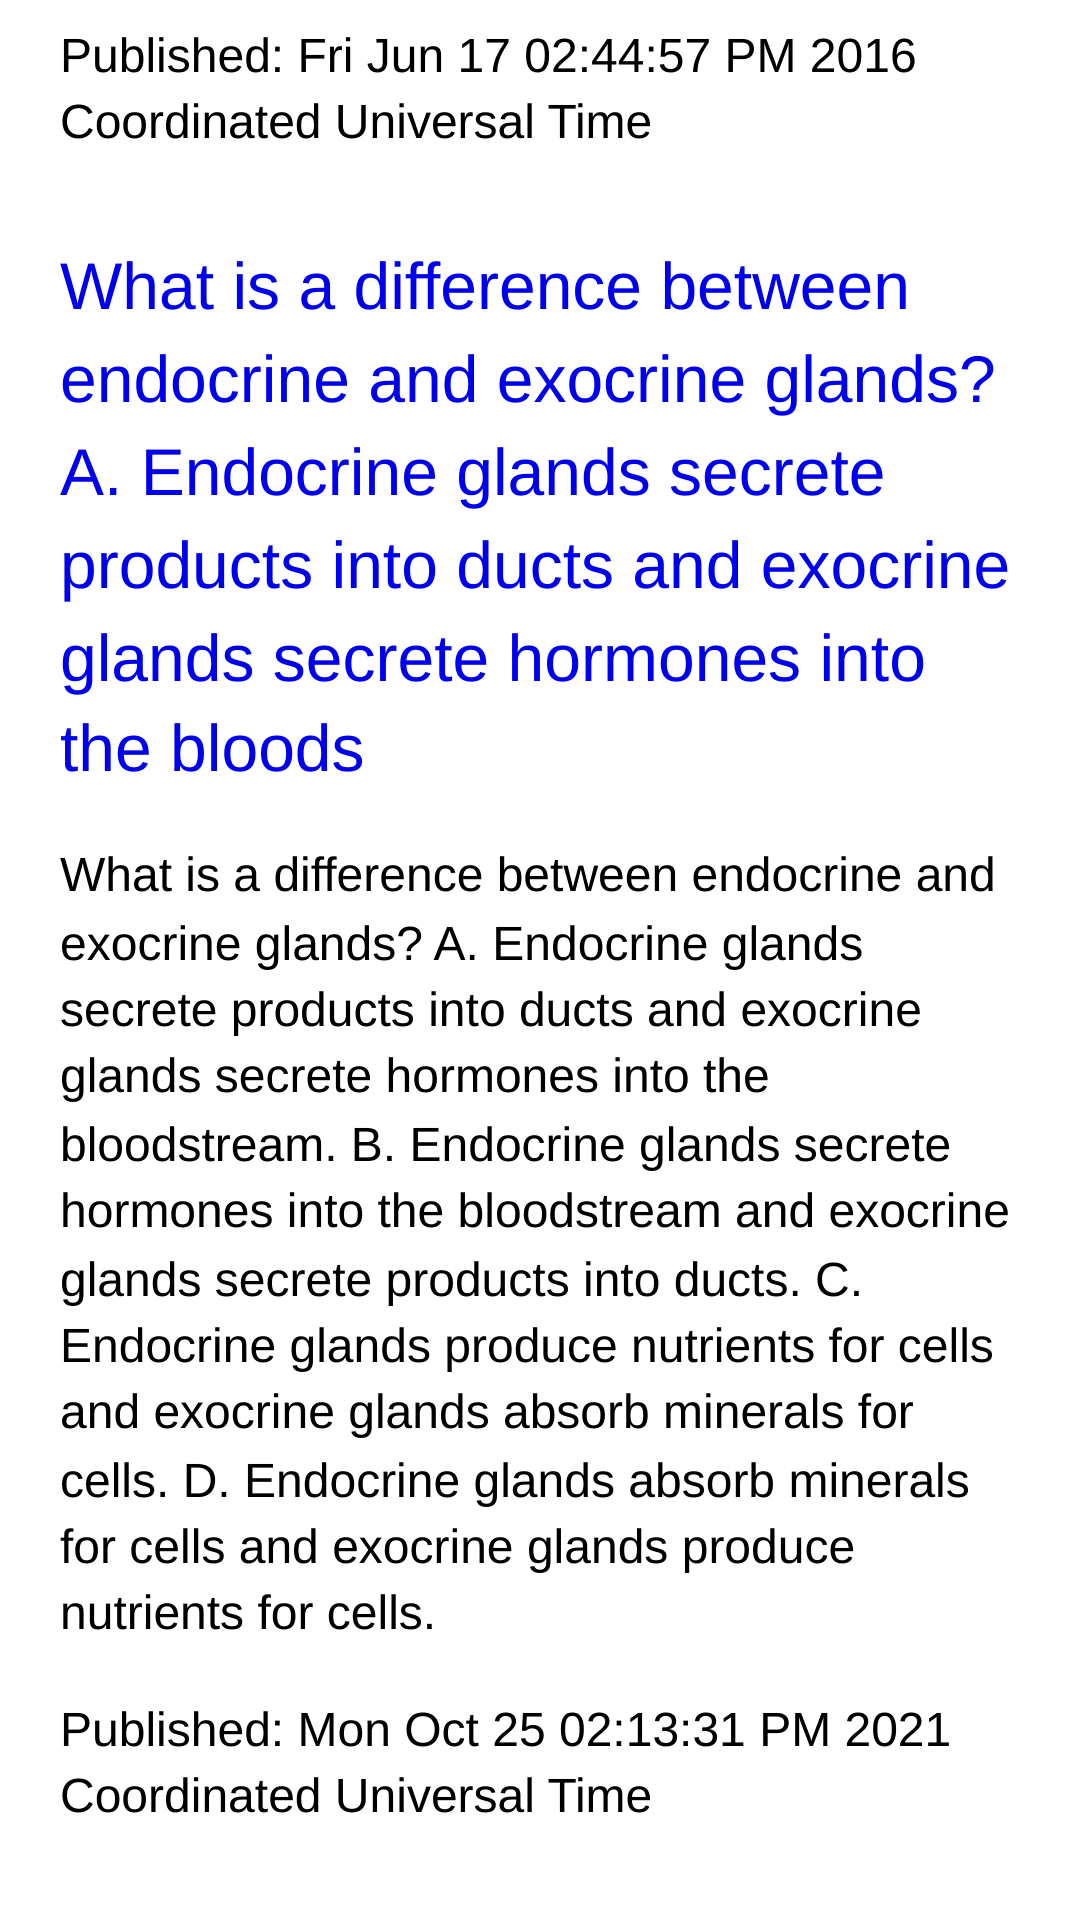 Published: Fri Jun 17 02:44:57 PM 2016
Coordinated Universal Time
What is a difference between
endocrine and exocrine glands?
A. Endocrine glands secrete
products into ducts and exocrine
glands secrete hormones into
the bloods
What is a difference between endocrine and
exocrine glands? A. Endocrine glands
secrete products into ducts and exocrine
glands secrete hormones into the
bloodstream. B. Endocrine glands secrete
hormones into the bloodstream and exocrine
glands secrete products into ducts. C.
Endocrine glands produce nutrients for cells
and exocrine glands absorb minerals for
cells. D. Endocrine glands absorb minerals
for cells and exocrine glands produce
nutrients for cells.
Published: Mon Oct 25 02:13:31 PM 2021
Coordinated Universal Time